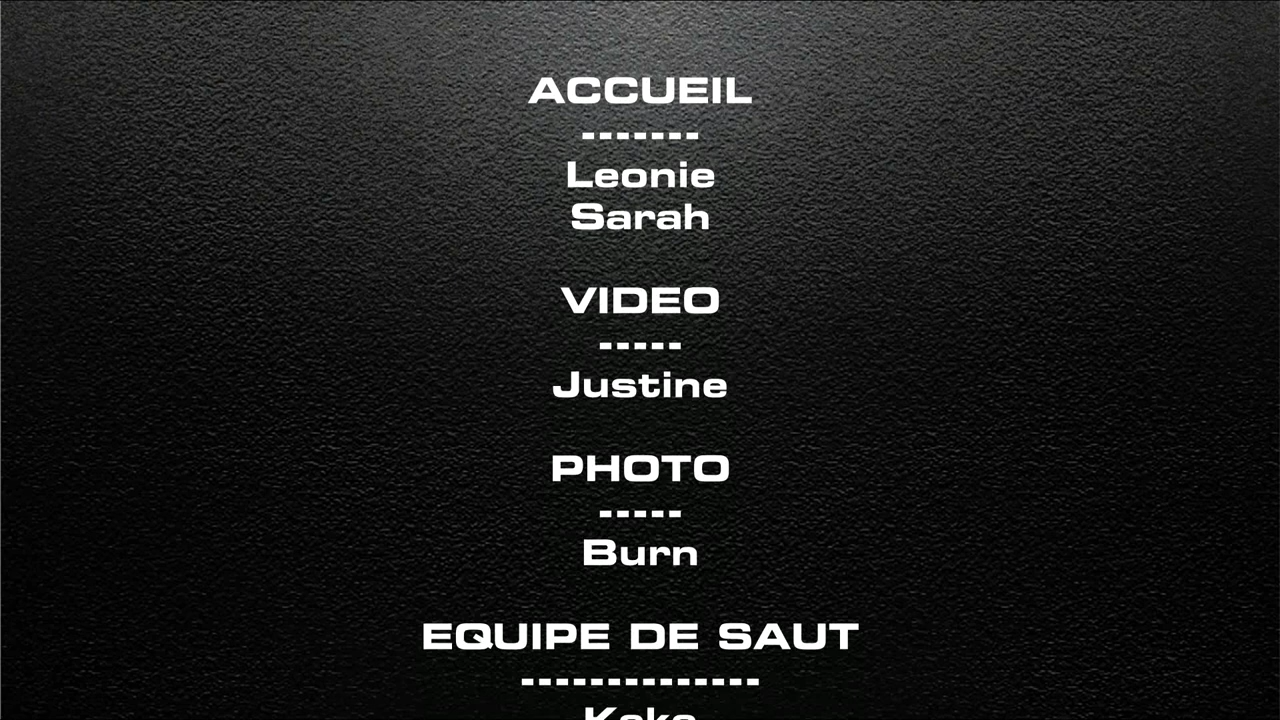 ACCUEIL
-------
Leonie
Sarah
VIDEO
-----
Justine
PHOTO
-----
Burn
EQUIPE DE SAUT
--------------